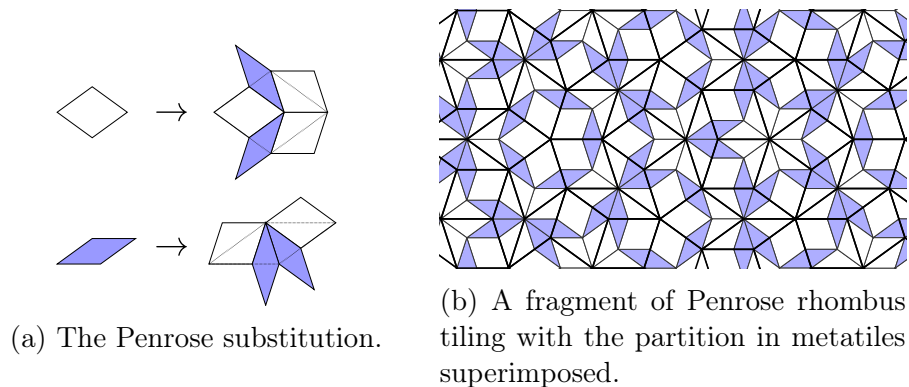 (a) The Penrose substitution.
(b) A fragment of Penrose rhombus
tiling with the partition in metatiles
superimposed.